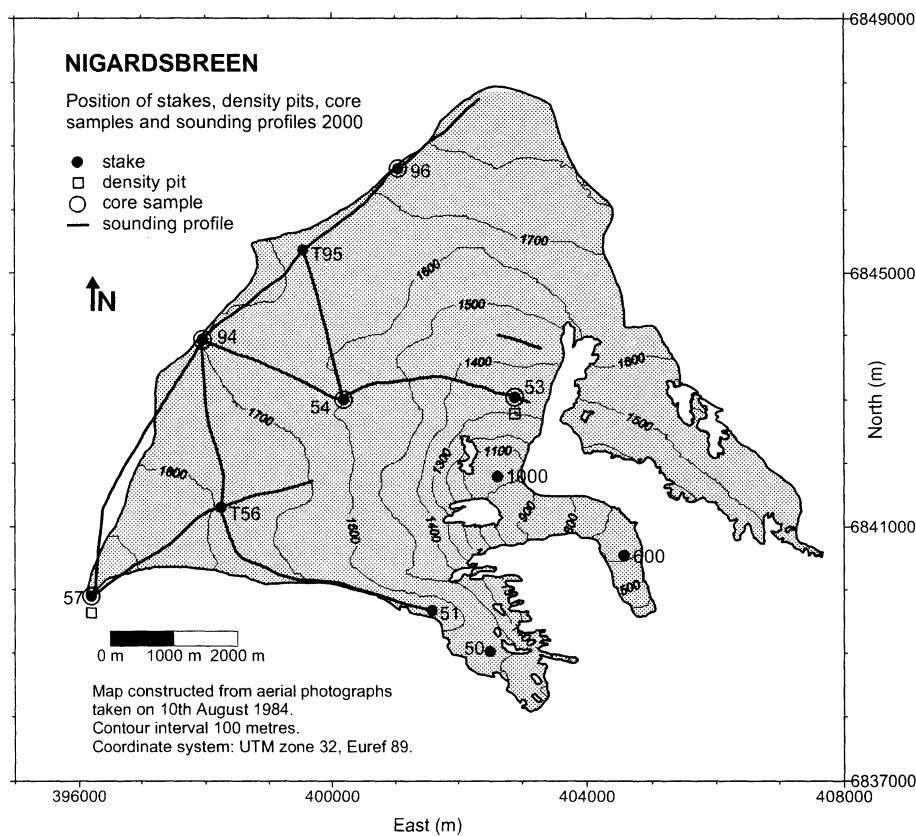 NIGARDSBREEN
Position of stakes, density pits, core
samples and sounding profiles 2000
stake
density pit
core sample
sounding profile
N
96
T95
94
54
53
1000
T56
600
57
51
50
1700
1600
1500
1400
1600
1500
1700
1800
1300
1100
1500
1400
900
600
500
0 m 1000 m 2000 m
Map constructed from aerial photographs
taken on 10th August 1984.
Contour interval 100 metres.
Coordinate system: UTM zone 32, Euref 89.
6849000
6845000
6841000
6837000
North (m)
396000 400000 404000 408000
East (m)